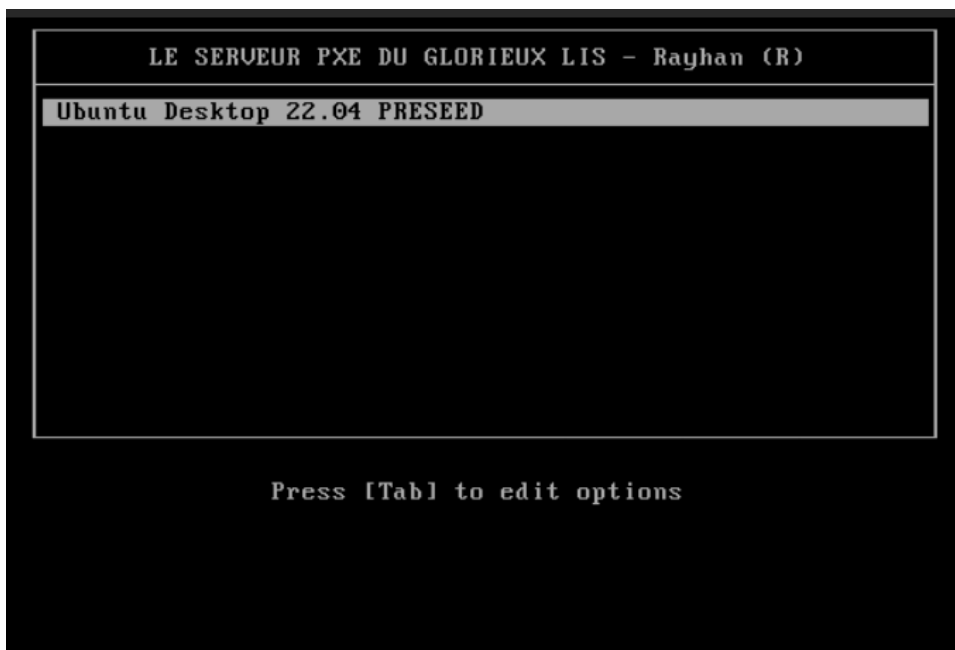 LE SERVEUR PXE DU GLORIEUX LIS - Rayhan (R)
Ubuntu Desktop 22.04 PRESEED
Press [Tab] to edit options